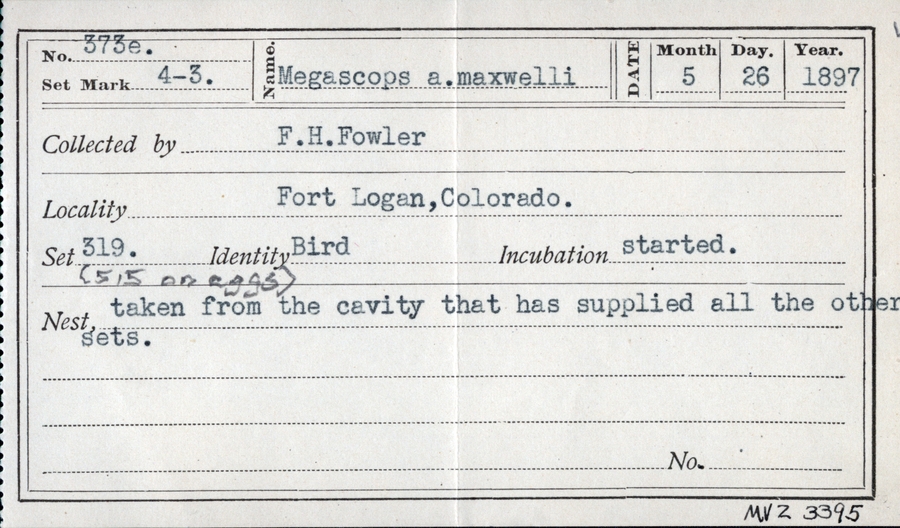 No. 373e.
Set Mark 4-3.
Name. Megascops a.maxwelli
DATE
Month Day. Year.
5 26 1897
Collected by F.H.Fowler
Locality Fort Logan,Colorado.
Set 319. Identity Bird Incubation started.
(515 on eggs)
Nest, taken from the cavity that has supplied all the other
sets.
No.
MVZ 3395